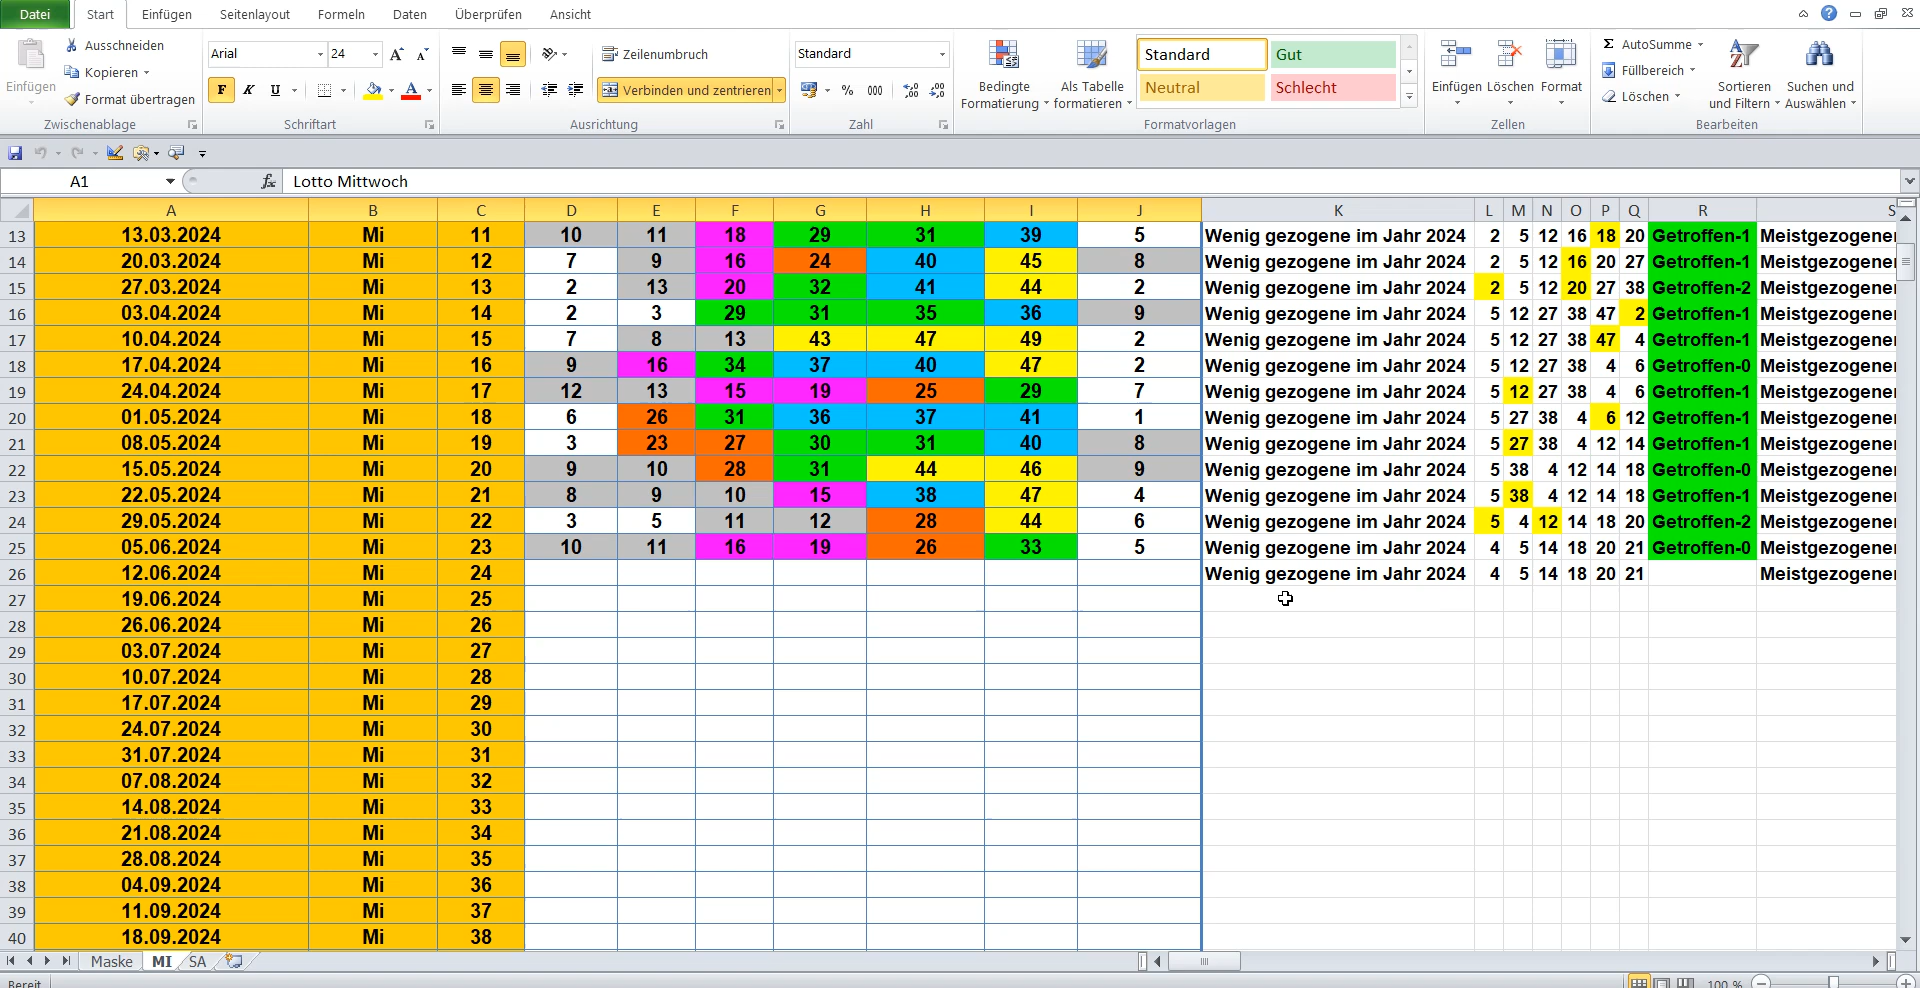 Datei Start Einfügen Seitenlayout Formeln Daten Überprüfen Ansicht
Einfügen
Ausschneiden
Kopieren
Format übertragen
Zwischenablage
Arial 24
F K U
Schriftart
Zeilenumbruch
Verbinden und zentrieren
Ausrichtung
Standard
% 000
Zahl
Bedingte Formatierung
Als Tabelle formatieren
Standard Gut
Neutral Schlecht
Formatvorlagen
Einfügen Löschen Format
Zellen
Σ AutoSumme
Füllbereich
Löschen
Sortieren und Filtern
Suchen und Auswählen
Bearbeiten
A1 fx Lotto Mittwoch
A B C D E F G H I J K L M N O P Q R S
13 13.03.2024 Mi 11 10 11 18 29 31 39 5 Wenig gezogene im Jahr 2024 2 5 12 16 18 20 Getroffen-1 Meistgezogene
14 20.03.2024 Mi 12 7 9 16 24 40 45 8 Wenig gezogene im Jahr 2024 2 5 12 16 20 27 Getroffen-1 Meistgezogene
15 27.03.2024 Mi 13 2 13 20 32 41 44 2 Wenig gezogene im Jahr 2024 2 5 12 20 27 38 Getroffen-2 Meistgezogene
16 03.04.2024 Mi 14 2 3 29 31 35 36 9 Wenig gezogene im Jahr 2024 5 12 27 38 47 2 Getroffen-1 Meistgezogene
17 10.04.2024 Mi 15 7 8 13 43 47 49 2 Wenig gezogene im Jahr 2024 5 12 27 38 47 4 Getroffen-1 Meistgezogene
18 17.04.2024 Mi 16 9 16 34 37 40 47 2 Wenig gezogene im Jahr 2024 5 12 27 38 4 6 Getroffen-0 Meistgezogene
19 24.04.2024 Mi 17 12 13 15 19 25 29 7 Wenig gezogene im Jahr 2024 5 12 27 38 4 6 Getroffen-1 Meistgezogene
20 01.05.2024 Mi 18 6 26 31 36 37 41 1 Wenig gezogene im Jahr 2024 5 27 38 4 6 12 Getroffen-1 Meistgezogene
21 08.05.2024 Mi 19 3 23 27 30 31 40 8 Wenig gezogene im Jahr 2024 5 27 38 4 12 14 Getroffen-1 Meistgezogene
22 15.05.2024 Mi 20 9 10 28 31 44 46 9 Wenig gezogene im Jahr 2024 5 38 4 12 14 18 Getroffen-0 Meistgezogene
23 22.05.2024 Mi 21 8 9 10 15 38 47 4 Wenig gezogene im Jahr 2024 5 38 4 12 14 18 Getroffen-1 Meistgezogene
24 29.05.2024 Mi 22 3 5 11 12 28 44 6 Wenig gezogene im Jahr 2024 5 4 12 14 18 20 Getroffen-2 Meistgezogene
25 05.06.2024 Mi 23 10 11 16 19 26 33 5 Wenig gezogene im Jahr 2024 4 5 14 18 20 21 Getroffen-0 Meistgezogene
26 12.06.2024 Mi 24 Wenig gezogene im Jahr 2024 4 5 14 18 20 21 Meistgezogene
27 19.06.2024 Mi 25
28 26.06.2024 Mi 26
29 03.07.2024 Mi 27
30 10.07.2024 Mi 28
31 17.07.2024 Mi 29
32 24.07.2024 Mi 30
33 31.07.2024 Mi 31
34 07.08.2024 Mi 32
35 14.08.2024 Mi 33
36 21.08.2024 Mi 34
37 28.08.2024 Mi 35
38 04.09.2024 Mi 36
39 11.09.2024 Mi 37
40 18.09.2024 Mi 38
Maske MI SA
Bereit 100 %